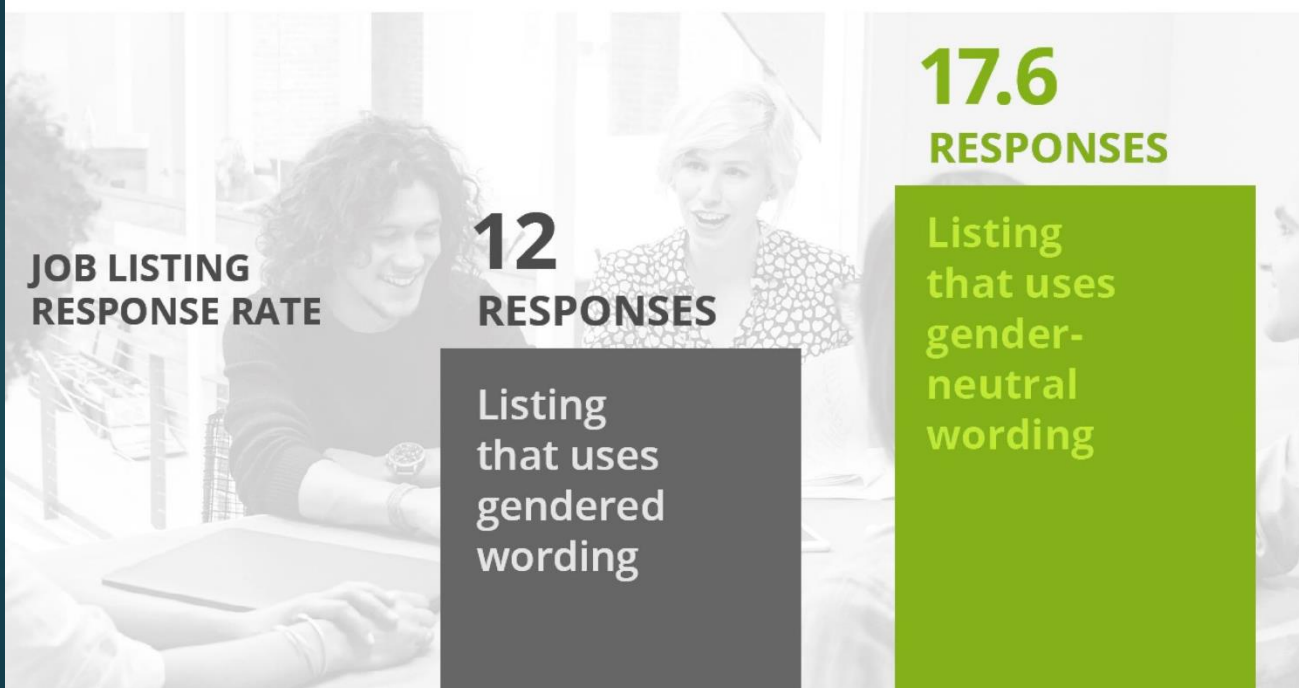 JOB LISTING
RESPONSE RATE
12
RESPONSES
Listing
that uses
gendered
wording
17.6
RESPONSES
Listing
that uses
gender-
neutral
wording